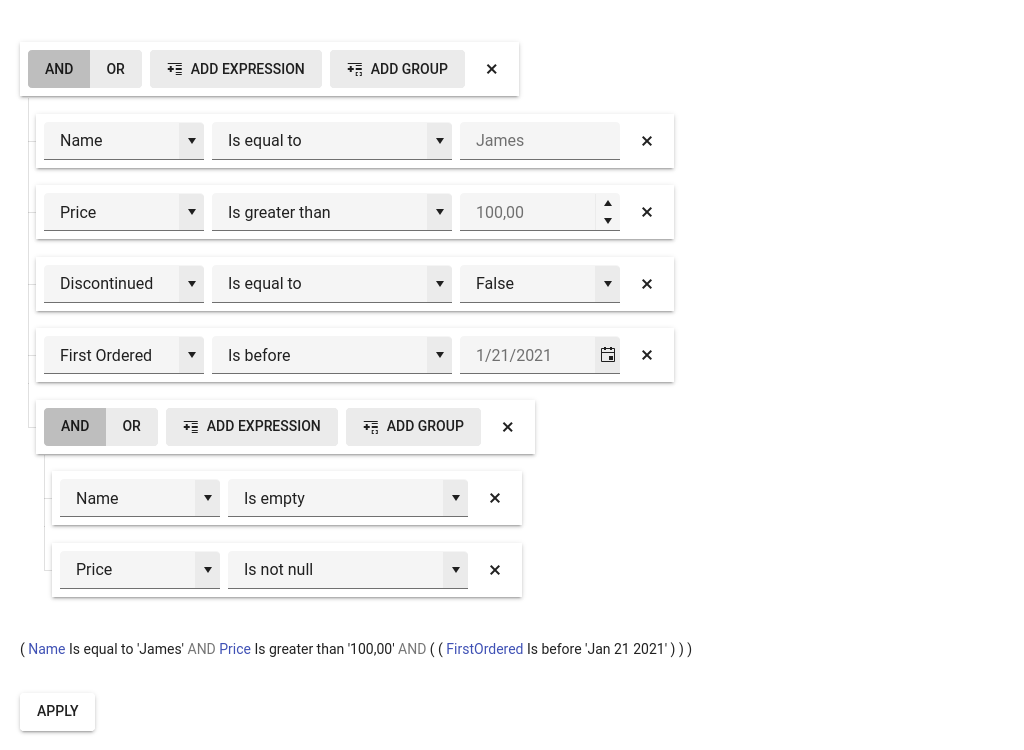 AND OR ADD EXPRESSION ADD GROUP
Name Is equal to James
Price Is greater than 100,00
Discontinued Is equal to False
First Ordered Is before 1/21/2021
AND OR ADD EXPRESSION ADD GROUP
Name Is empty
Price Is not null
( Name Is equal to 'James' AND Price Is greater than '100,00' AND ( ( FirstOrdered Is before 'Jan 21 2021' ) ) )
APPLY